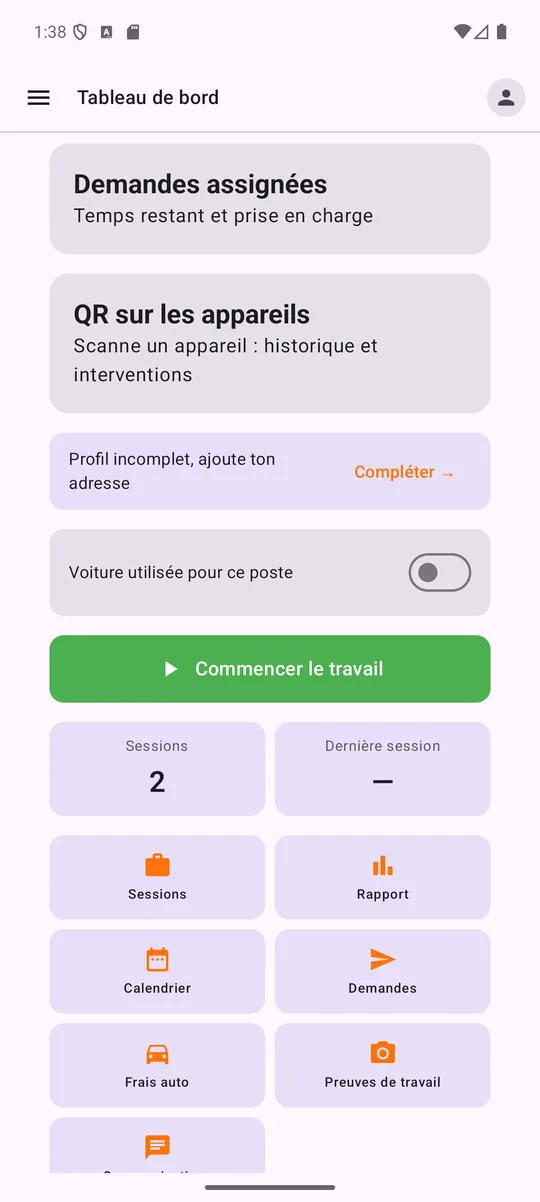 1:38
Tableau de bord
Demandes assignées
Temps restant et prise en charge
QR sur les appareils
Scanne un appareil : historique et
interventions
Profil incomplet, ajoute ton
adresse
Compléter →
Voiture utilisée pour ce poste
Commencer le travail
Sessions
2
Dernière session
—
Sessions
Rapport
Calendrier
Demandes
Frais auto
Preuves de travail